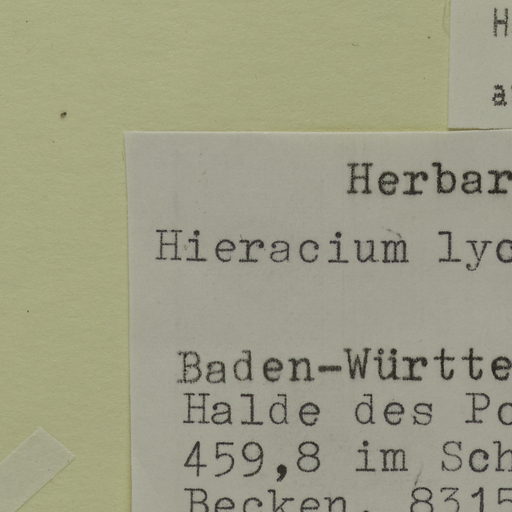 H
a
Herbar
Hieracium lyc
Baden-Württe
Halde des Po
459,8 im Sch
Becken, 8315